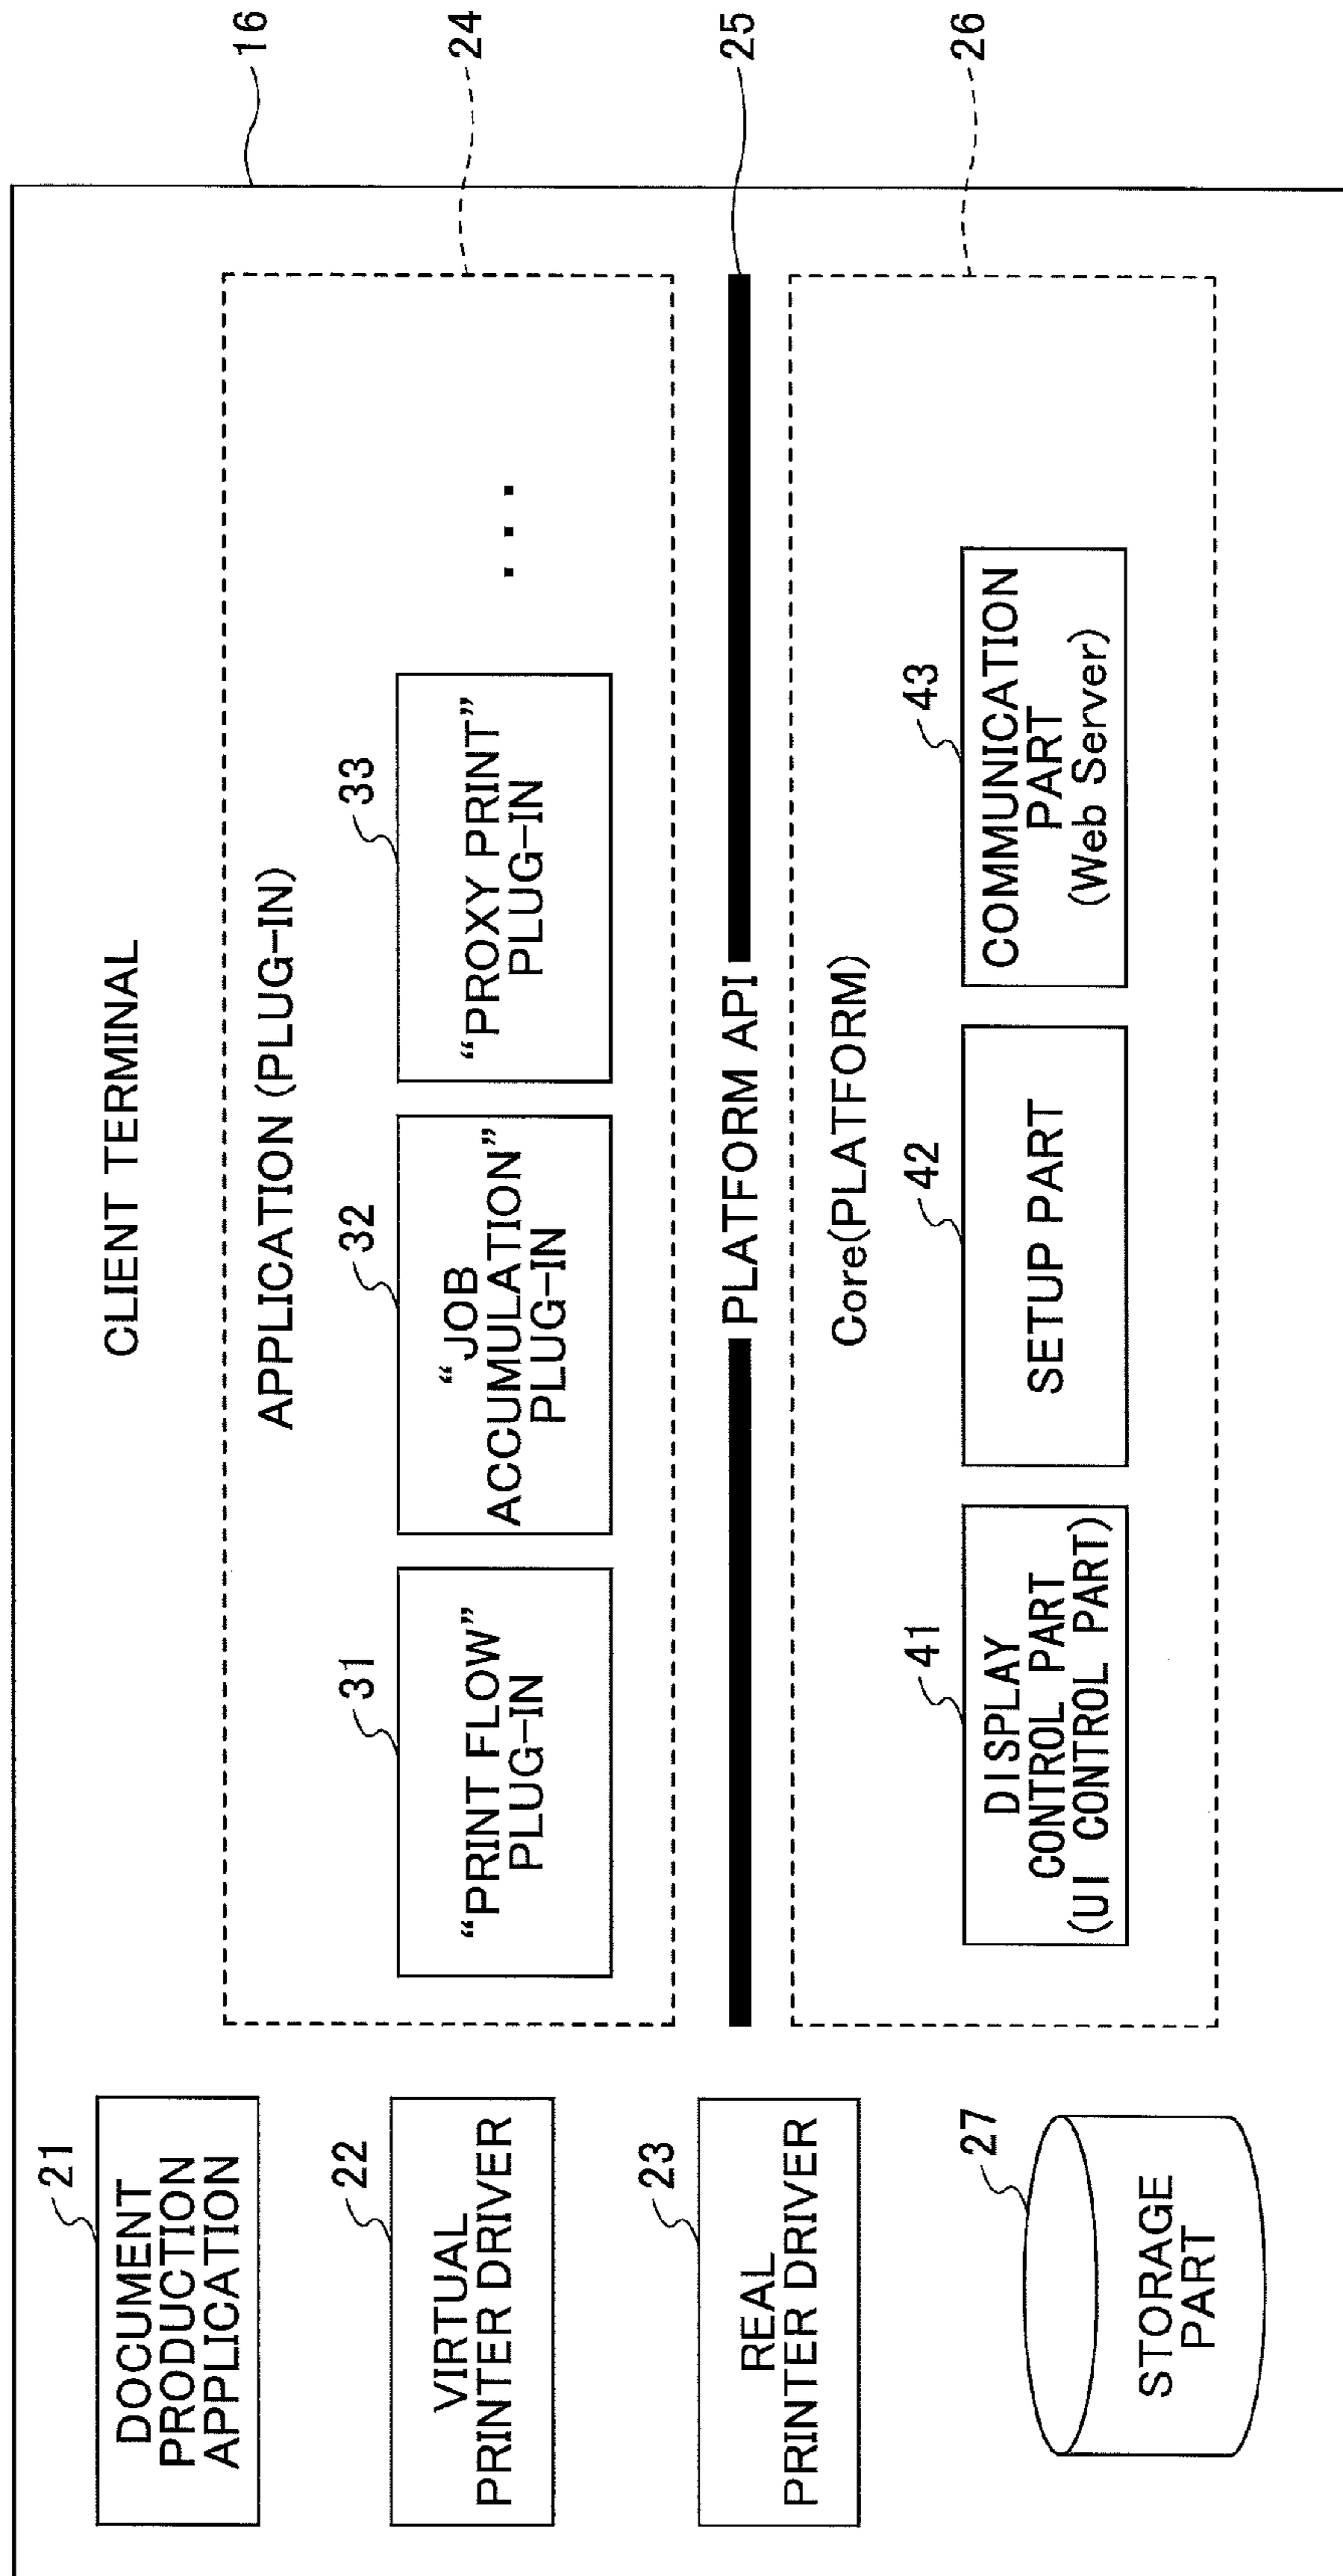 CLIENT TERMINAL
16
21
DOCUMENT
PRODUCTION
APPLICATION
22
VIRTUAL
PRINTER DRIVER
23
REAL
PRINTER DRIVER
27
STORAGE
PART
APPLICATION (PLUG-IN)
24
31
“PRINT FLOW”
PLUG-IN
32
“JOB
ACCUMULATION”
PLUG-IN
33
“PROXY PRINT”
PLUG-IN
. . .
PLATFORM API
25
Core(PLATFORM)
26
41
DISPLAY
CONTROL PART
(UI CONTROL PART)
42
SETUP PART
43
COMMUNICATION
PART
(Web Server)